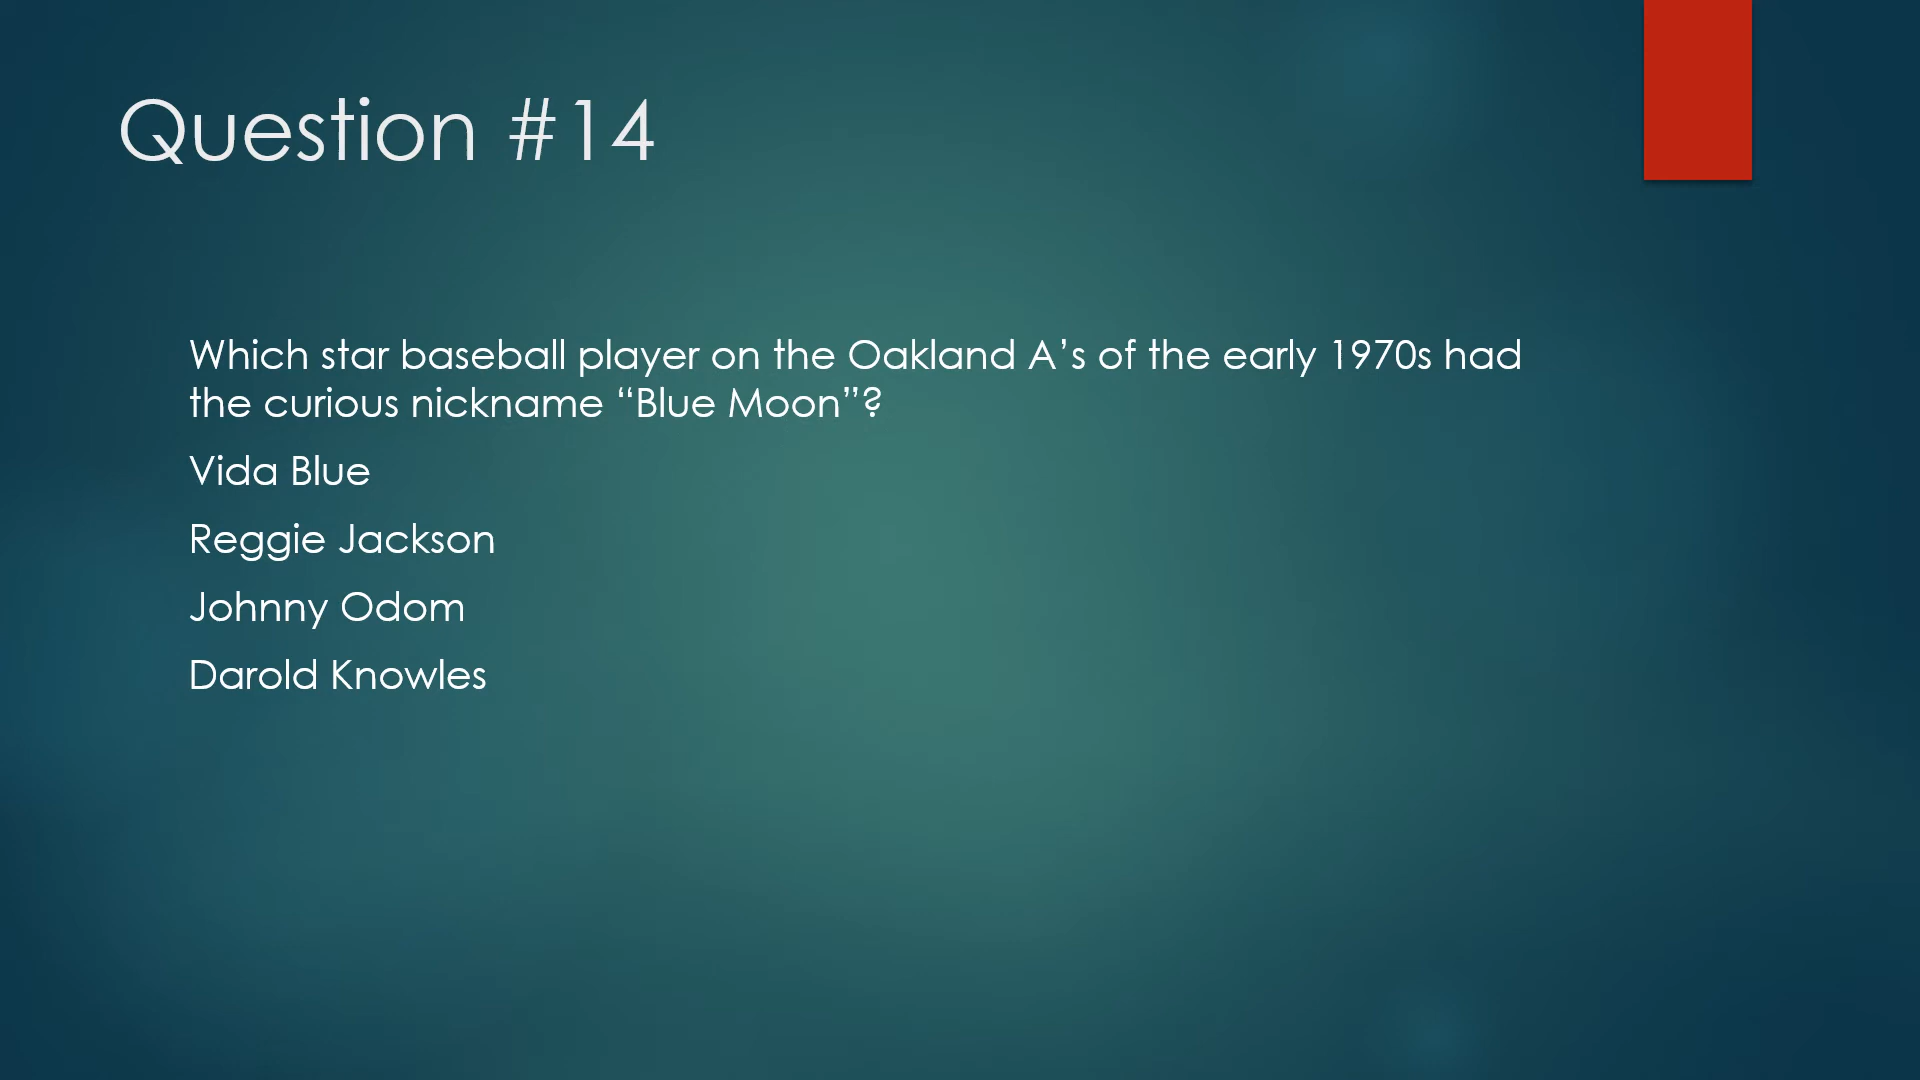 Question #14
Which star baseball player on the Oakland A’s of the early 1970s had
the curious nickname “Blue Moon”?
Vida Blue
Reggie Jackson
Johnny Odom
Darold Knowles